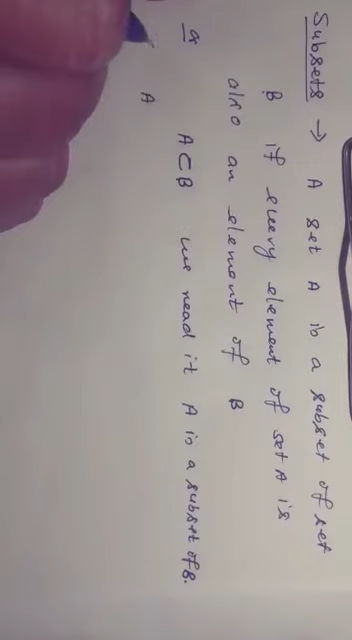 Subsets → A set A is a subset of set
B if every element of set A is
also an element of B
A⊂B we read it A is a subset of B.
A